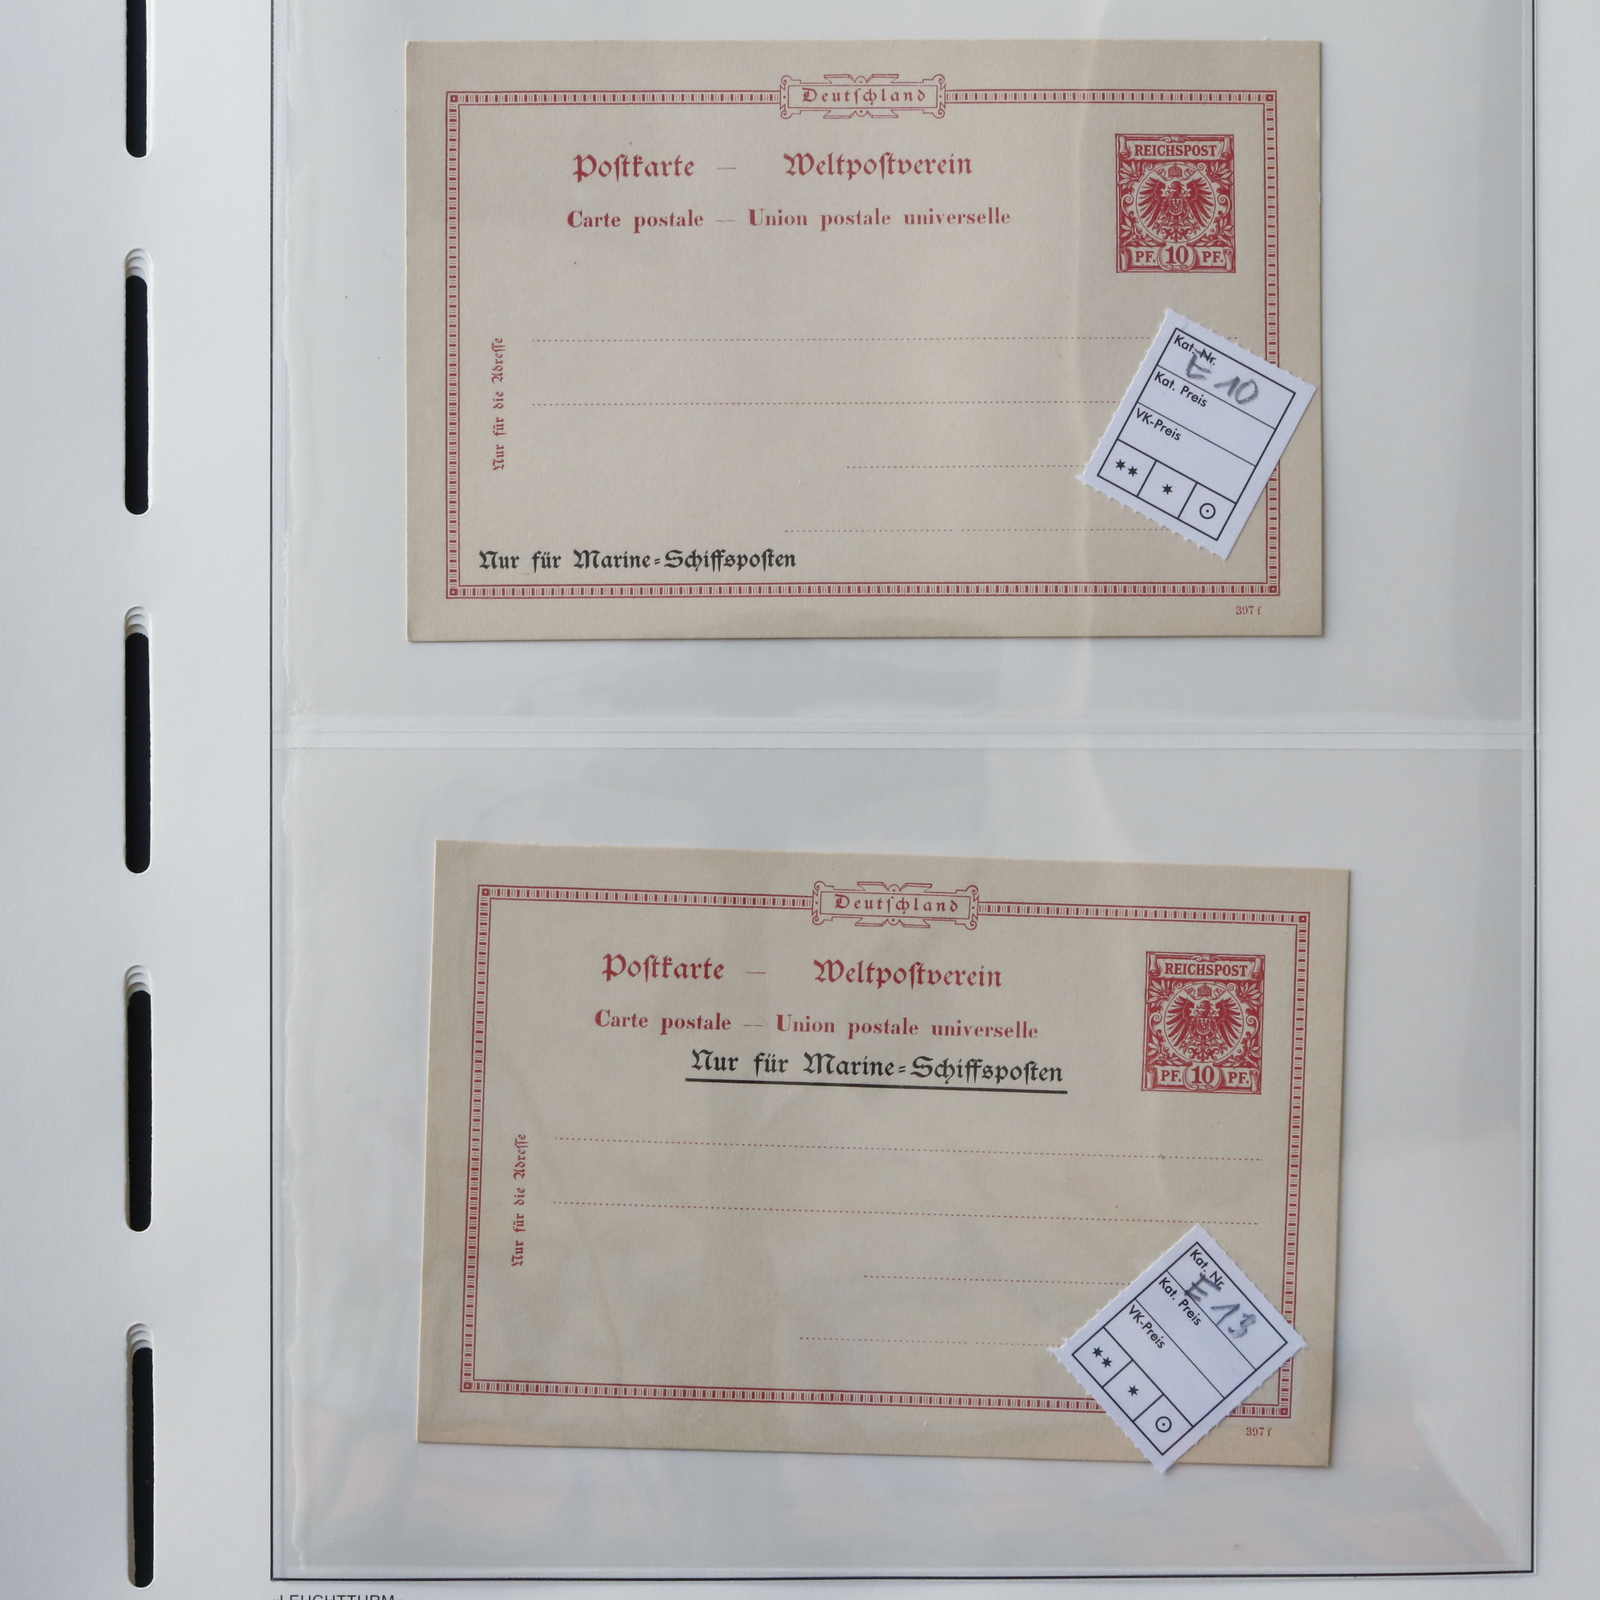 Deutschland
Postkarte — Weltpostverein
Carte postale — Union postale universelle
REICHSPOST
PF. 10 PF.
Nur für die Adresse
Kat.-Nr.
E 10
Kat. Preis
VK-Preis
Nur für Marine-Schiffsposten
397 f
Deutschland
Postkarte — Weltpostverein
Carte postale — Union postale universelle
Nur für Marine-Schiffsposten
REICHSPOST
PF. 10 PF.
Nur für die Adresse
Kat.-Nr.
E 13
Kat. Preis
VK-Preis
397 f
LEUCHTTURM